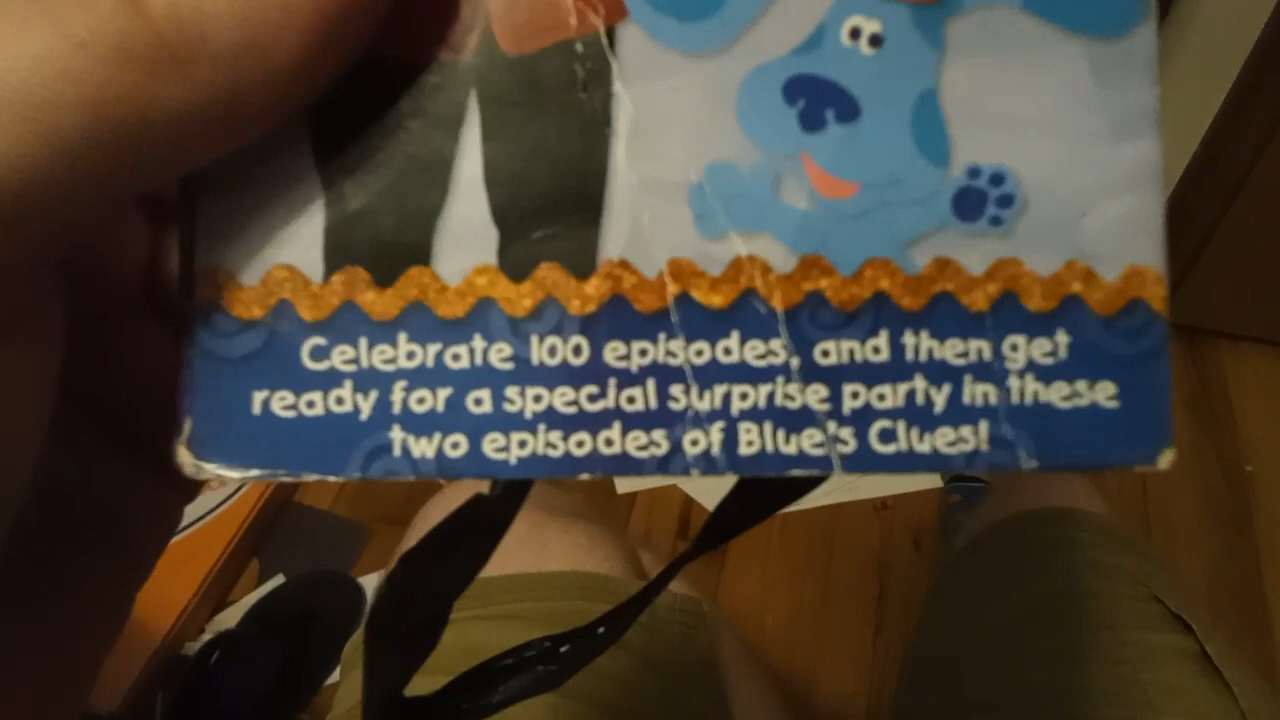 Celebrate 100 episodes, and then get
ready for a special surprise party in these
two episodes of Blue's Clues!